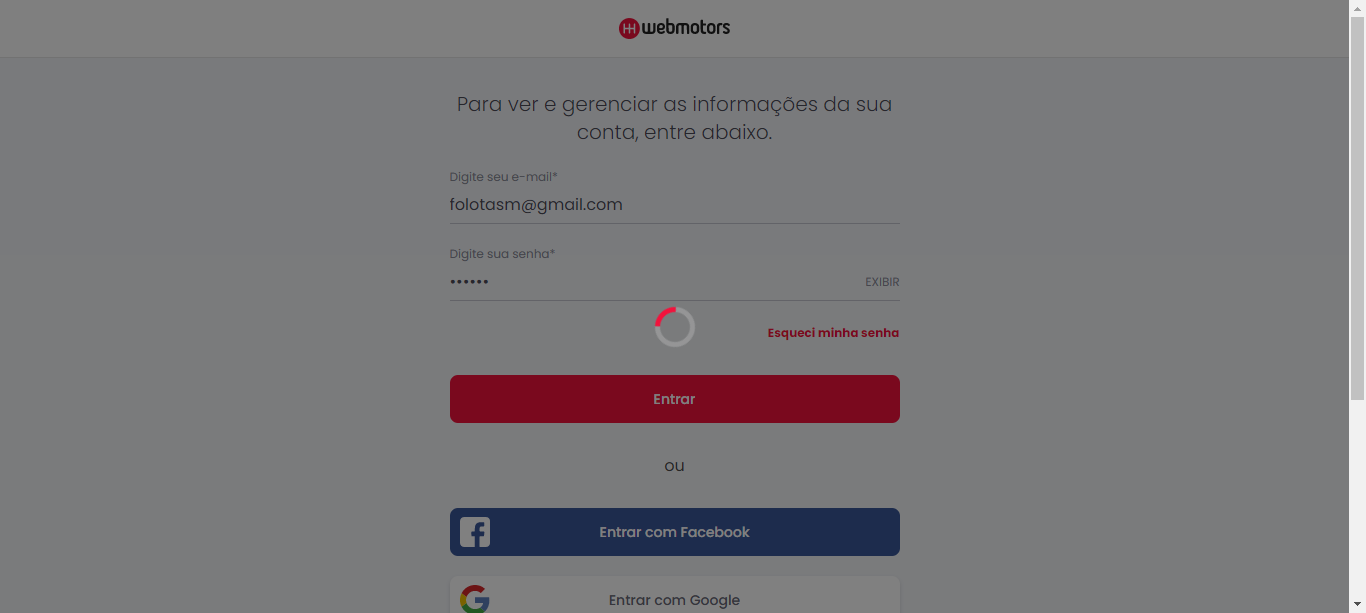 webmotors
Para ver e gerenciar as informações da sua
conta, entre abaixo.
Digite seu e-mail*
folotasm@gmail.com
Digite sua senha*
••••••
EXIBIR
Esqueci minha senha
Entrar
ou
Entrar com Facebook
Entrar com Google